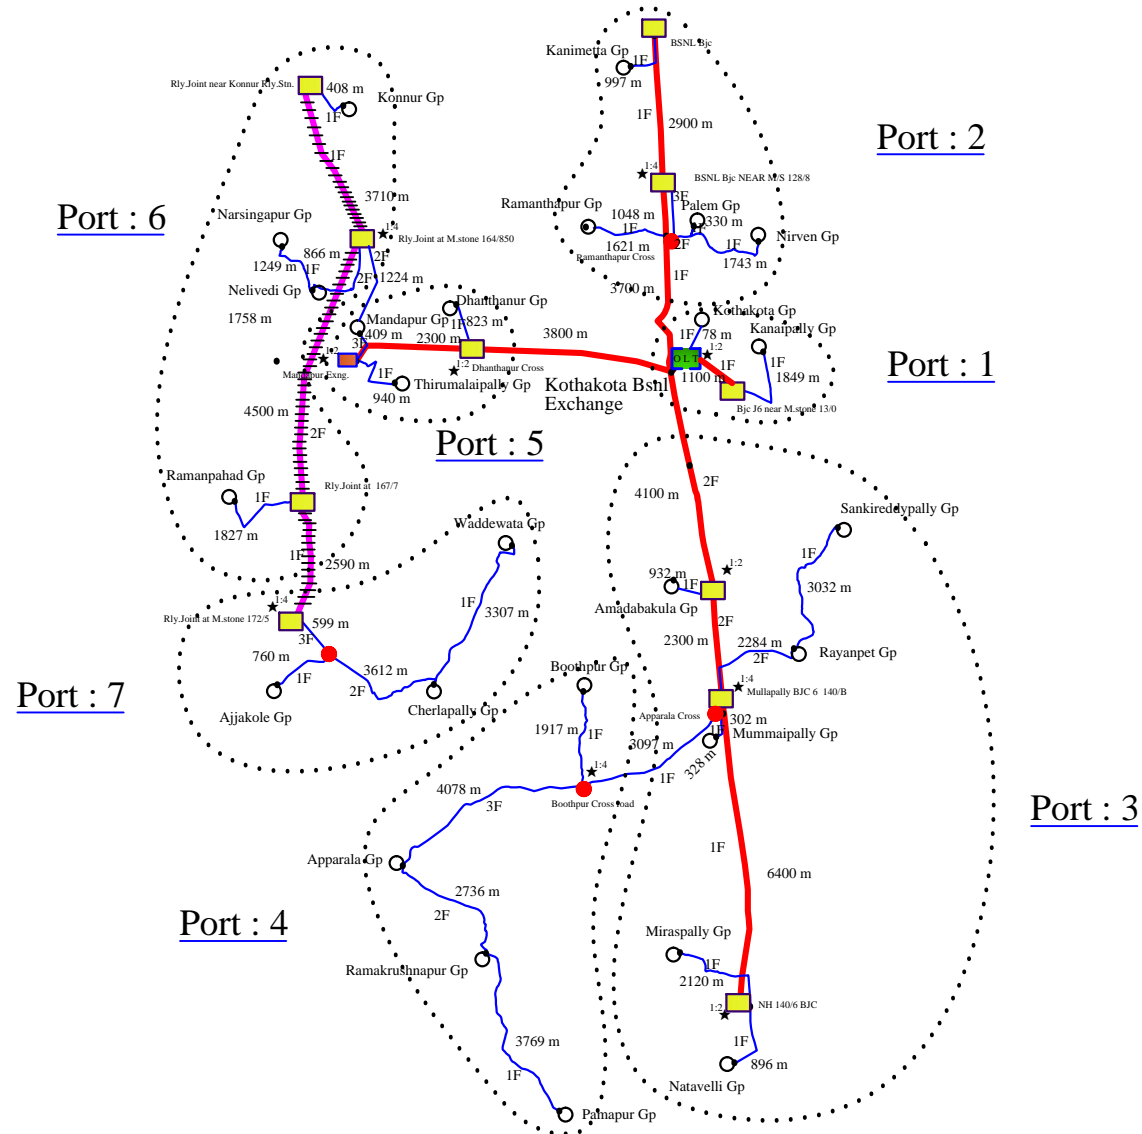 BSNL Bjc
Kanimetta Gp
1F
997 m
Rly.Joint near Konnur Rly.Stn.
408 m
Konnur Gp
1F
1F
2900 m
Port : 2
1F
1:4
BSNL Bjc NEAR M/S 128/8
3F
3710 m
Port : 6
Narsingapur Gp
1:4
Rly.Joint at M.stone 164/850
Ramanthapur Gp
1048 m
Palem Gp
1F
330 m
1F
1621 m
2F
1F
Nirven Gp
Ramanthapur Cross
1743 m
866 m
2F
1249 m
1F
2F
1224 m
1F
3700 m
Nelivedi Gp
1758 m
Dhanthanur Gp
Mandapur Gp
1F
823 m
409 m
2300 m
3F
3800 m
Kothakota Gp
Kanaipally Gp
1F
78 m
1:2
OLT
1:2
1F
1F
1849 m
1100 m
Port : 1
Mandapur Exng.
1:2
Dhanthanur Cross
1F
Thirumalaipally Gp
940 m
Kothakota Bsnl
Exchange
Bjc J6 near M.stone 13/0
4500 m
2F
Port : 5
Ramanpahad Gp
1F
Rly.Joint at 167/7
2F
4100 m
Sankireddypally Gp
1827 m
Waddewata Gp
1F
2590 m
1F
3032 m
1:2
932 m
1F
Amadabakula Gp
1:4
Rly.Joint at M.stone 172/5
599 m
3F
1F
3307 m
2F
2300 m
2284 m
2F
Rayanpet Gp
760 m
1F
3612 m
2F
Boothpur Gp
1:4
Mullapally BJC 6 140/B
Port : 7
Ajjakole Gp
Cherlapally Gp
Apparala Cross
302 m
1F
Mummaipally Gp
1917 m
1F
3097 m
328 m
1:4
1F
4078 m
3F
Boothpur Cross road
Port : 3
Apparala Gp
1F
6400 m
2736 m
2F
Port : 4
Miraspally Gp
Ramakrushnapur Gp
1F
2120 m
1:2
NH 140/6 BJC
3769 m
1F
896 m
1F
Natavelli Gp
Pamapur Gp